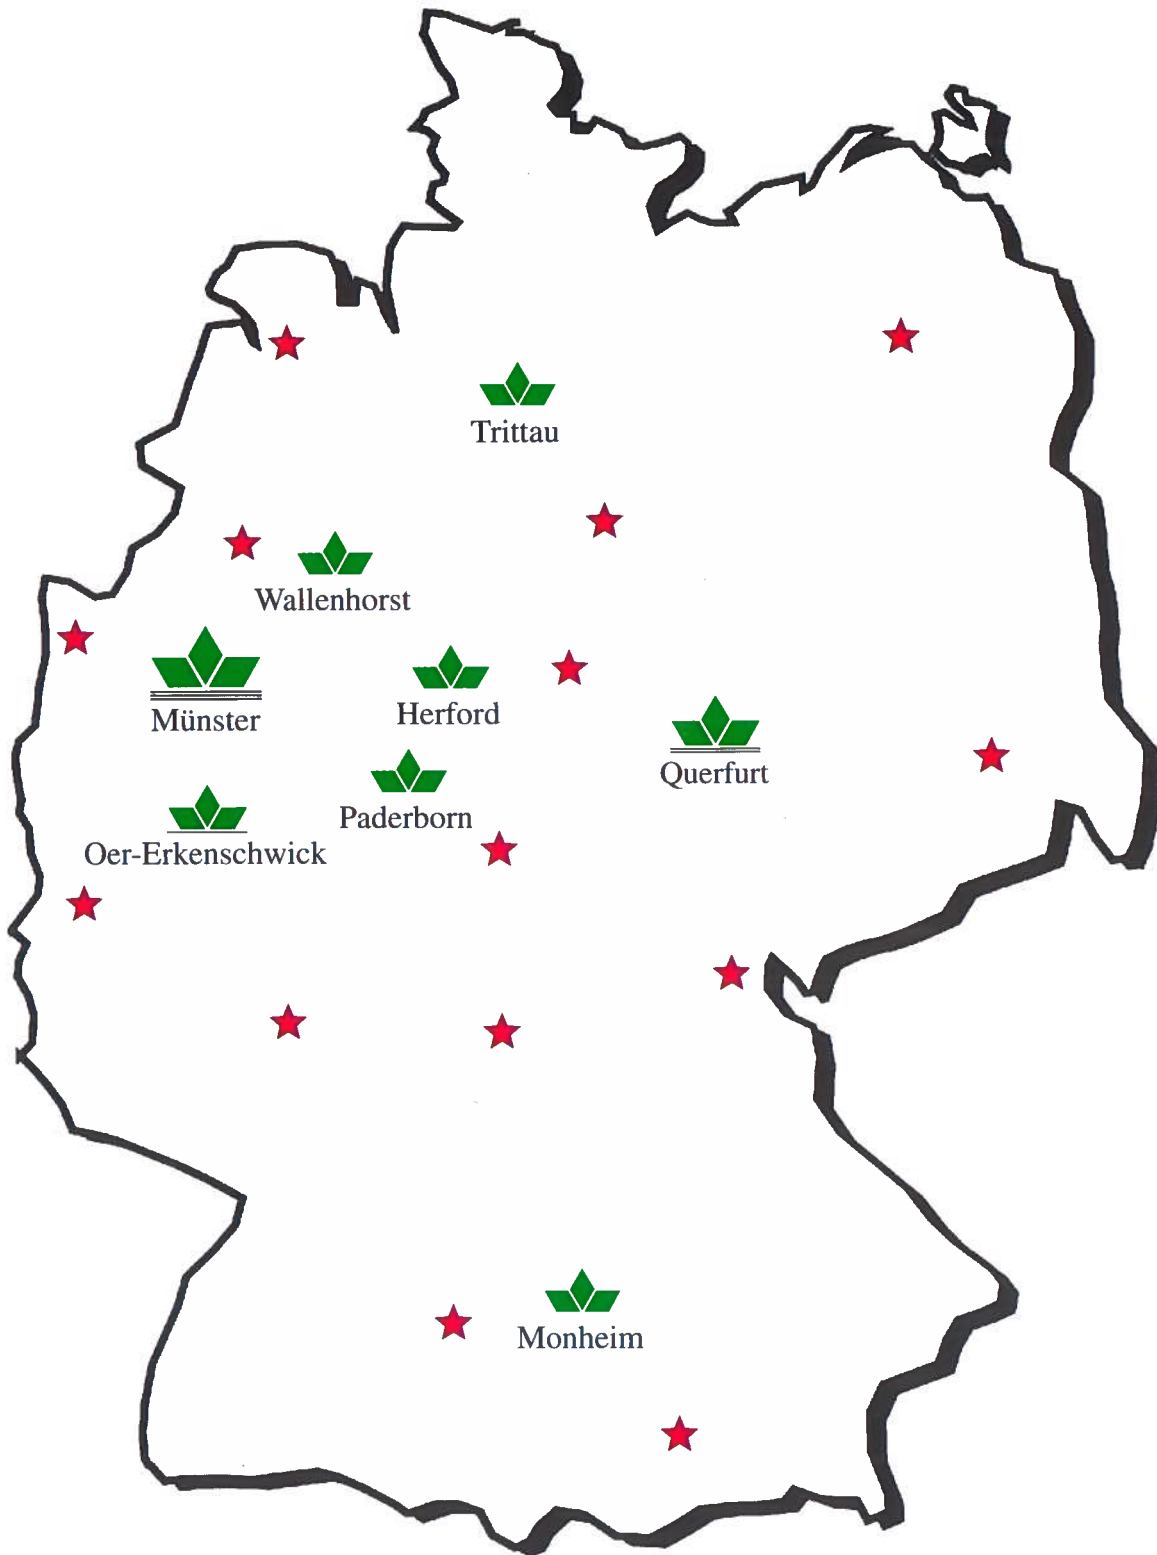 Trittau
Wallenhorst
Münster
Herford
Querfurt
Paderborn
Oer-Erkenschwick
Monheim